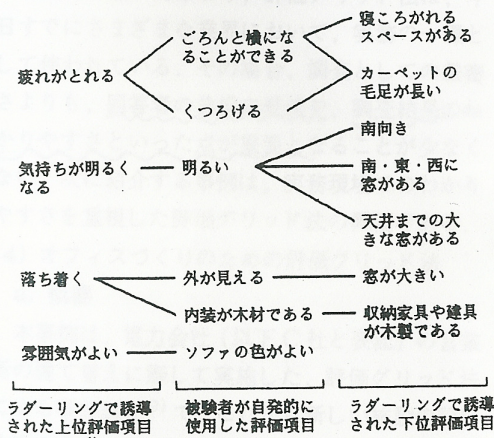 疲れがとれる
ごろんと横にな
ることができる
くつろげる
寝ころがれる
スペースがある
カーペットの
毛足が長い
気持ちが明るく
なる
明るい
南向き
南・東・西に
窓がある
天井までの大
きな窓がある
落ち着く
外が見える
窓が大きい
内装が木材である
収納家具や建具
が木製である
雰囲気がよい
ソファの色がよい
ラダーリングで誘導
された上位評価項目
被験者が自発的に
使用した評価項目
ラダーリングで誘導
された下位評価項目